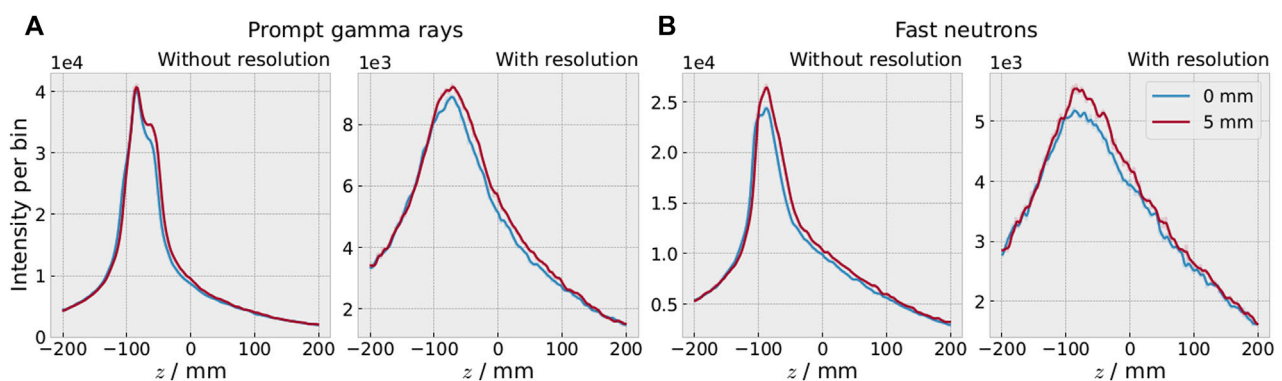 A
Prompt gamma rays
B
Fast neutrons
1e4
Without resolution
1e3
With resolution
1e4
Without resolution
1e3
With resolution
Intensity per bin
4
3
2
1
0
8
6
4
2
2.5
2.0
1.5
1.0
0.5
5
4
3
2
0 mm
5 mm
−200 −100 0 100 200
−200 −100 0 100 200
−200 −100 0 100 200
−200 −100 0 100 200
z / mm
z / mm
z / mm
z / mm